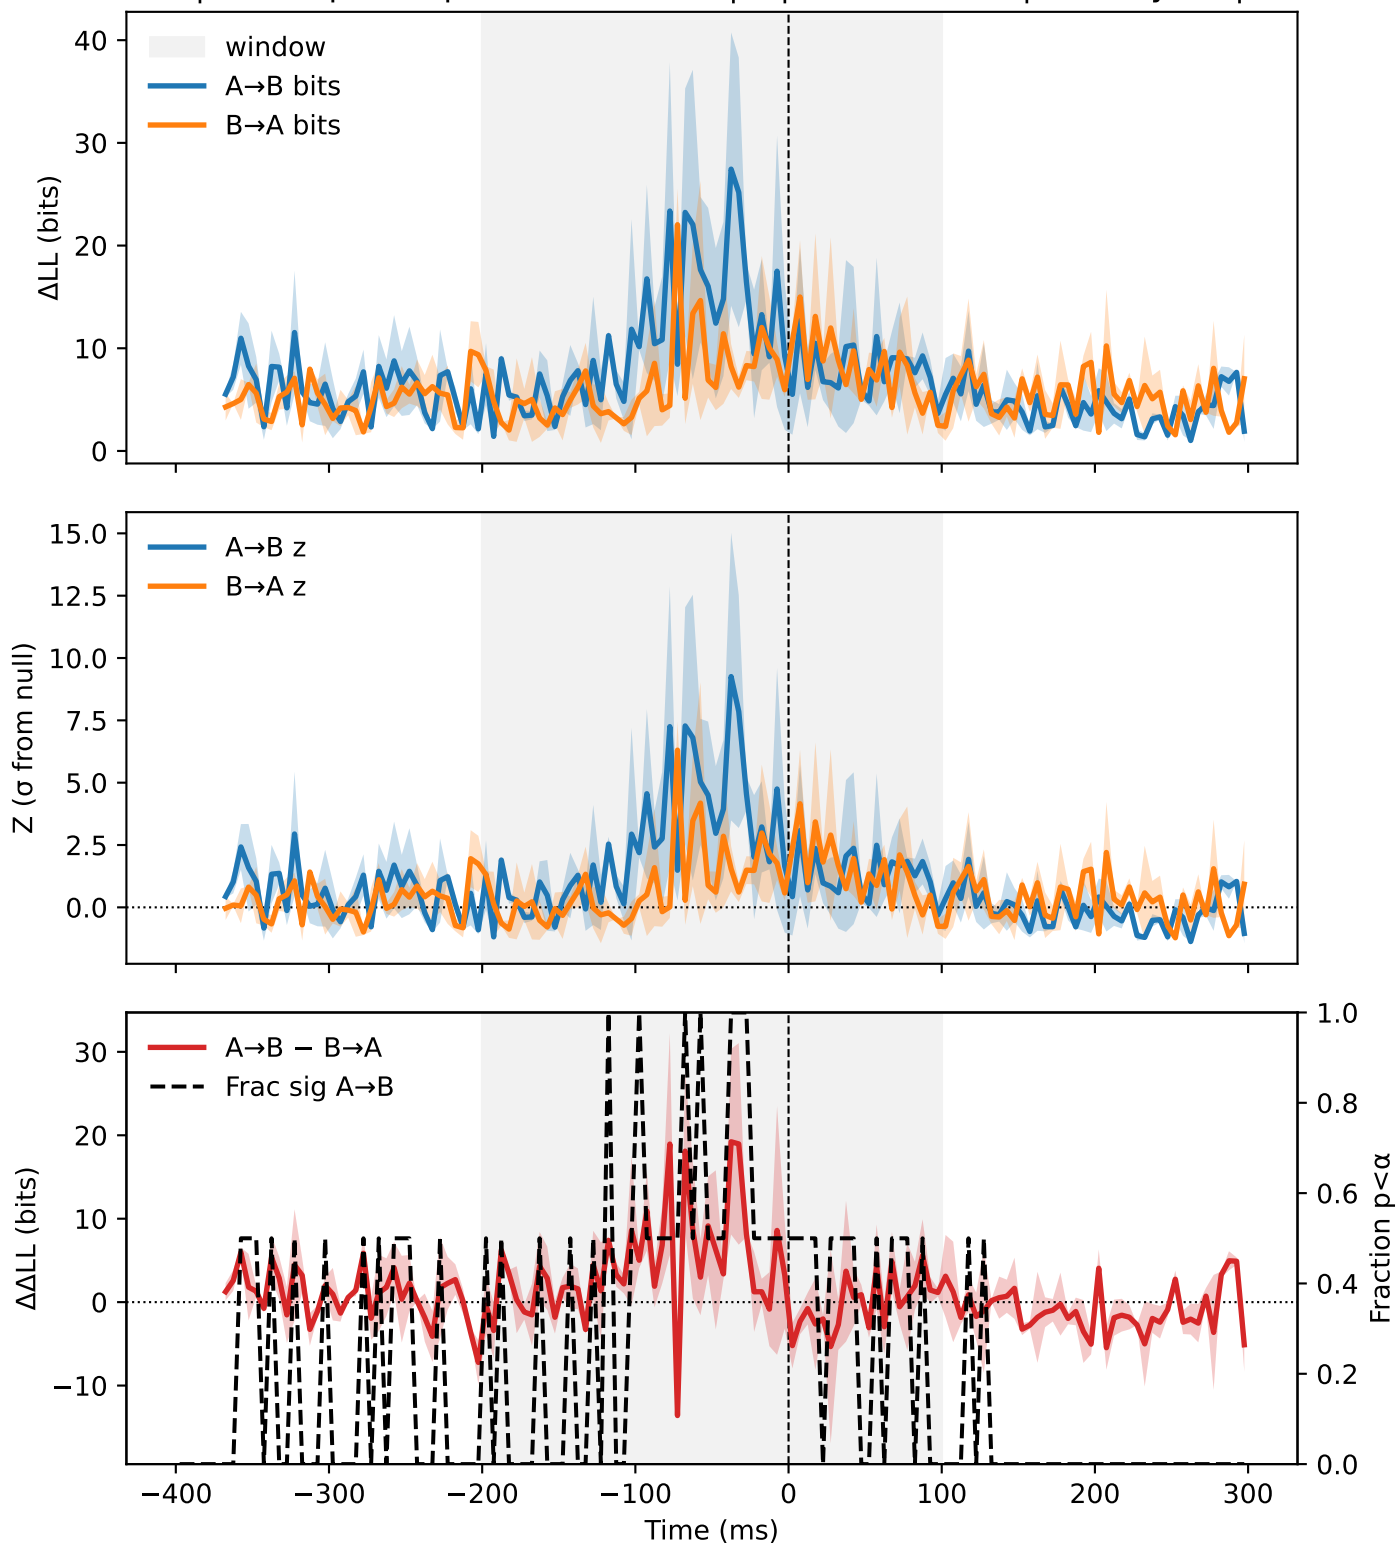 40
30
20
10
0
ΔLL (bits)
window
A→B bits
B→A bits
15.0
12.5
10.0
7.5
5.0
2.5
0.0
Z (σ from null)
A→B z
B→A z
30
20
10
0
−10
ΔΔLL (bits)
A→B − B→A
Frac sig A→B
1.0
0.8
0.6
0.4
0.2
0.0
Fraction p<α
−400 −300 −200 −100 0 100 200 300
Time (ms)